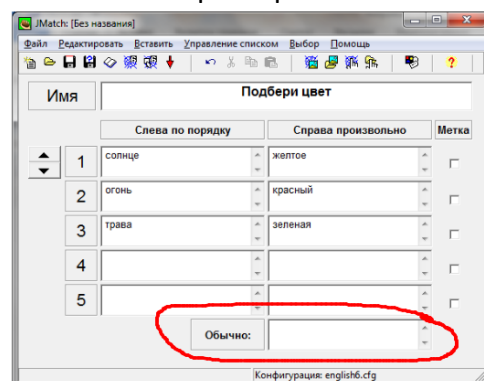 JMatch: [Без названия]
Файл Редактировать Вставить Управление списком Выбор Помощь
Имя Подбери цвет
Слева по порядку Справа произвольно Метка
1 солнце желтое
2 огонь красный
3 трава зеленая
4
5
Обычно:
Конфигурация: english6.cfg